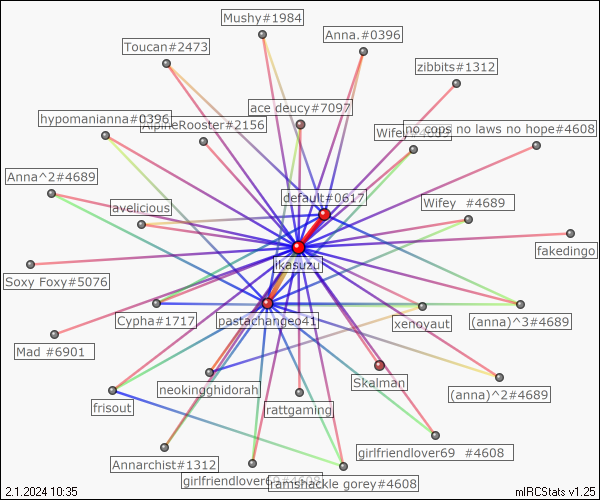 Mushy#1984
Anna.#0396
Toucan#2473
zibbits#1312
ace deucy#7097
hypomanianna#0396
AlpineRooster#2156
no cops no laws no hope#4608
Anna^2#4689
default#0617
avelicious
Wifey #4689
fakedingo
ikasuzu
Soxy Foxy#5076
Cypha#1717
pastachangeo41
xenoyaut
(anna)^3#4689
Mad #6901
neokingghidorah
Skalman
(anna)^2#4689
frisout
rattgaming
girlfriendlover69 #4608
Annarchist#1312
girlfriendlover69
ramshackle gorey#4608
2.1.2024 10:35
mIRCStats v1.25